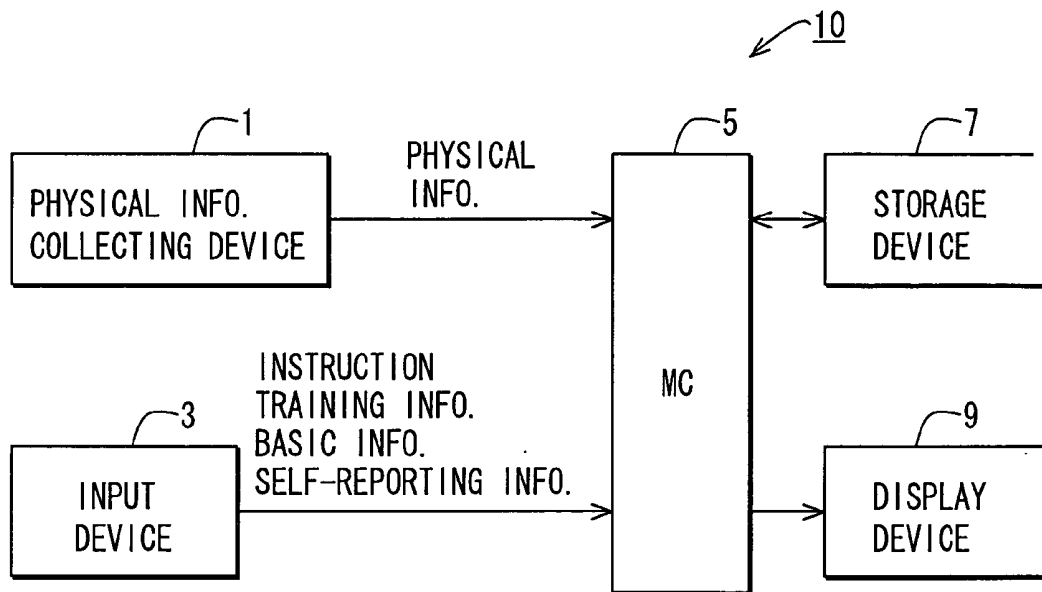 10
1
PHYSICAL INFO.
COLLECTING DEVICE
PHYSICAL
INFO.
5
MC
7
STORAGE
DEVICE
3
INPUT
DEVICE
INSTRUCTION
TRAINING INFO.
BASIC INFO.
SELF-REPORTING INFO.
9
DISPLAY
DEVICE